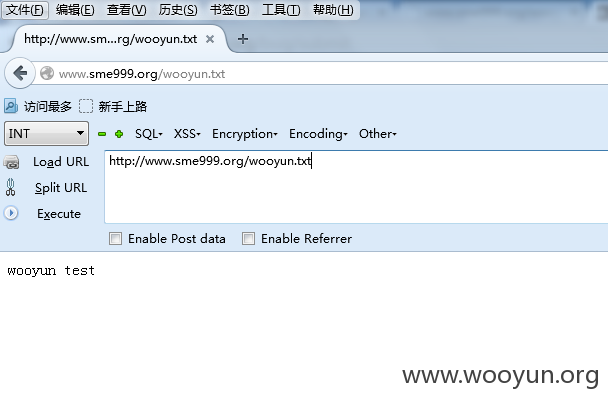 文件(F) 编辑(E) 查看(V) 历史(S) 书签(B) 工具(T) 帮助(H)
http://www.sm...rg/wooyun.txt × +
www.sme999.org/wooyun.txt
访问最多 新手上路
INT SQL XSS Encryption Encoding Other
Load URL http://www.sme999.org/wooyun.txt
Split URL
Execute
Enable Post data Enable Referrer
wooyun test
www.wooyun.org